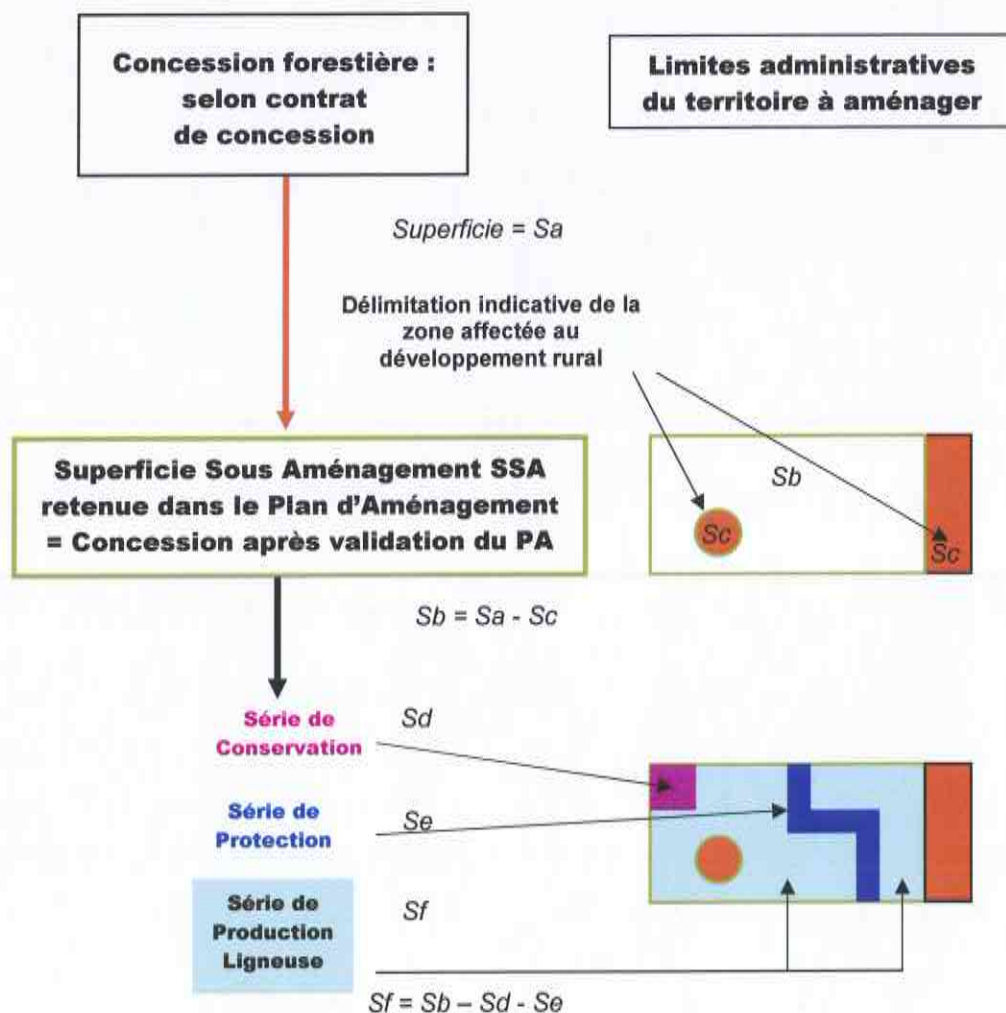 Concession forestière :
selon contrat
de concession
Limites administratives
du territoire à aménager
Superficie = Sa
Délimitation indicative de la
zone affectée au
développement rural
Superficie Sous Aménagement SSA
retenue dans le Plan d'Aménagement
= Concession après validation du PA
Sb
Sc
Sc
Sb = Sa - Sc
Série de
Conservation
Sd
Série de
Protection
Se
Série de
Production
Ligneuse
Sf
Sf = Sb – Sd - Se